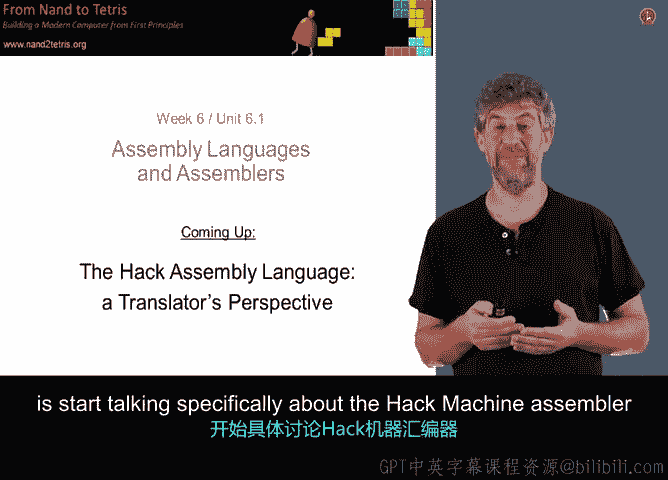 From Nand to Tetris
Building a Modern Computer from First Principles
www.nand2tetris.org
Week 6 / Unit 6.1
Assembly Languages
and Assemblers
Coming Up:
The Hack Assembly Language:
a Translator's Perspective
is start talking specifically about the Hack Machine assembler
开始具体讨论Hack机器汇编器
GPT中英字幕课程资源@bilibili.com